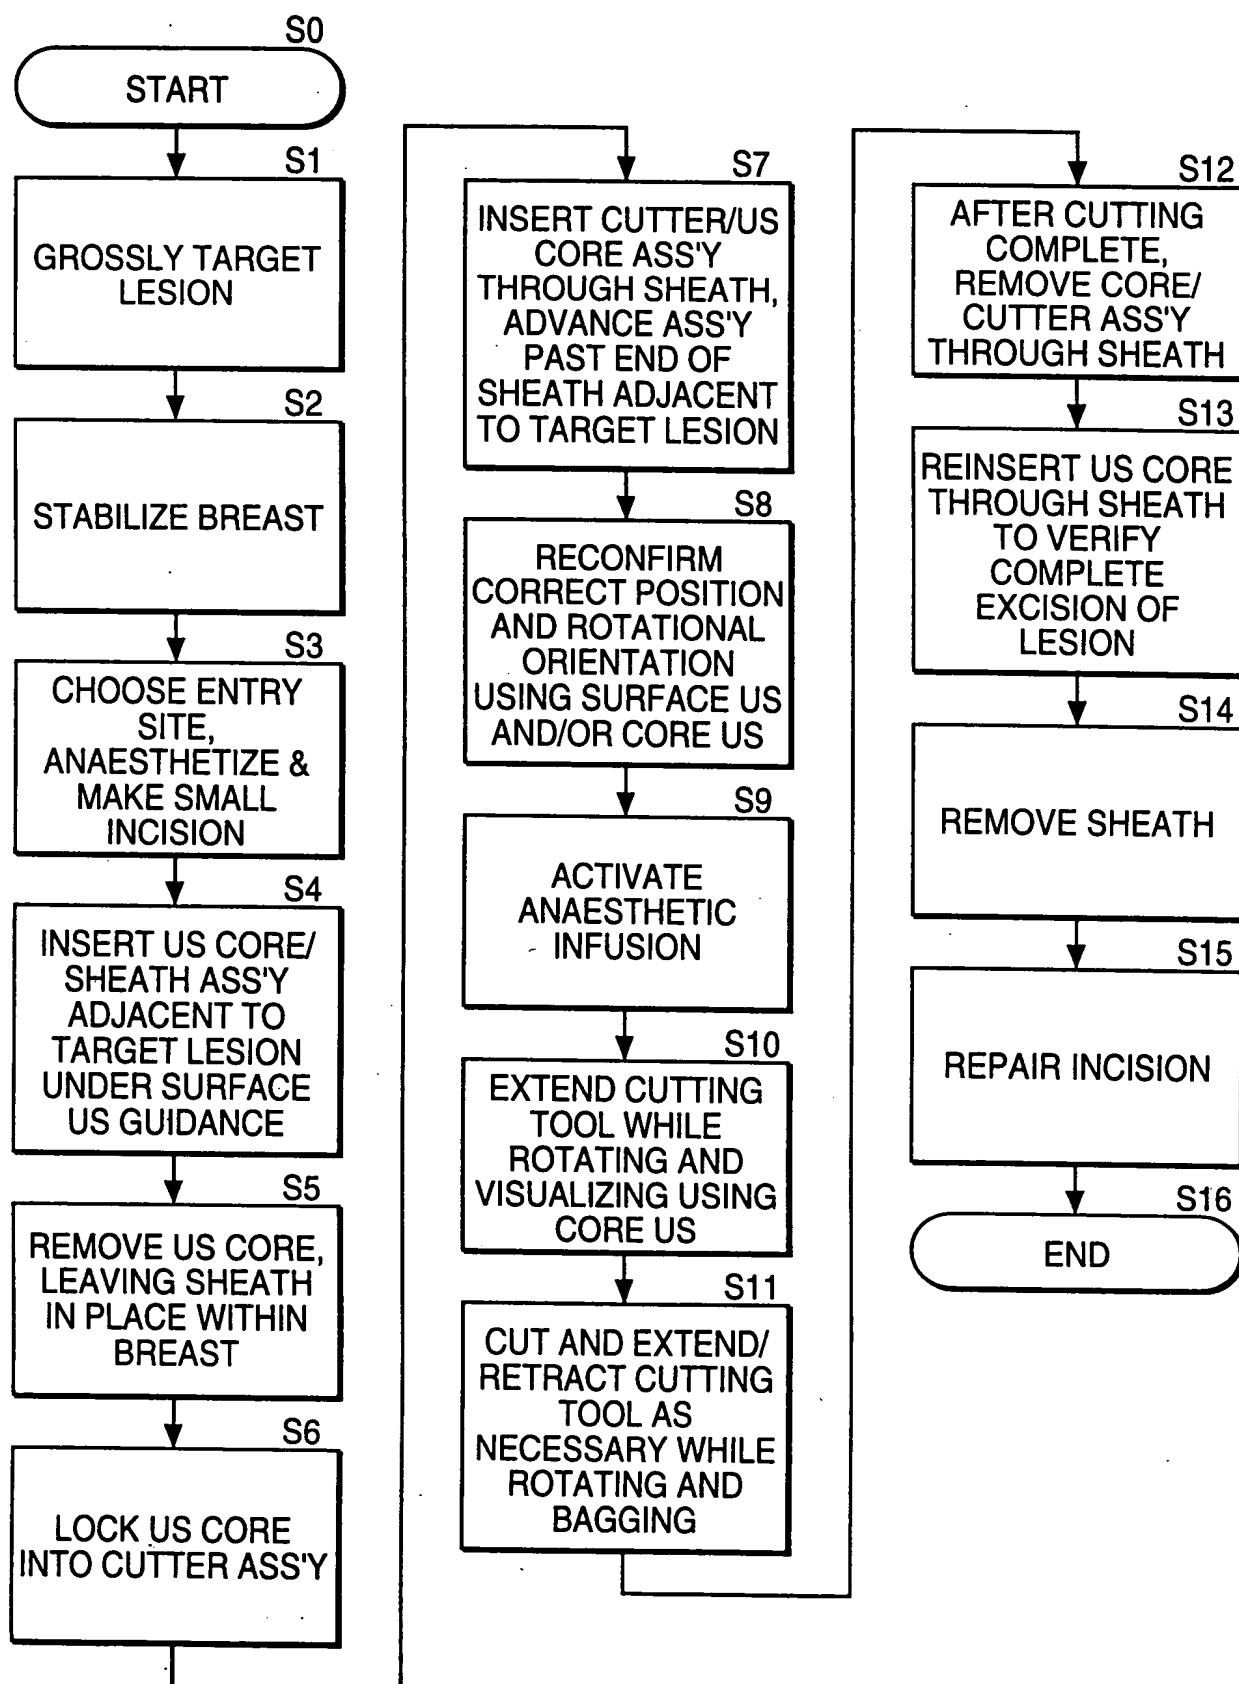 S0
START
S1
GROSSLY TARGET
LESION
S2
STABILIZE BREAST
S3
CHOOSE ENTRY
SITE,
ANAESTHETIZE &
MAKE SMALL
INCISION
S4
INSERT US CORE/
SHEATH ASS'Y
ADJACENT TO
TARGET LESION
UNDER SURFACE
US GUIDANCE
S5
REMOVE US CORE,
LEAVING SHEATH
IN PLACE WITHIN
BREAST
S6
LOCK US CORE
INTO CUTTER ASS'Y
S7
INSERT CUTTER/US
CORE ASS'Y
THROUGH SHEATH,
ADVANCE ASS'Y
PAST END OF
SHEATH ADJACENT
TO TARGET LESION
S8
RECONFIRM
CORRECT POSITION
AND ROTATIONAL
ORIENTATION
USING SURFACE US
AND/OR CORE US
S9
ACTIVATE
ANAESTHETIC
INFUSION
S10
EXTEND CUTTING
TOOL WHILE
ROTATING AND
VISUALIZING USING
CORE US
S11
CUT AND EXTEND/
RETRACT CUTTING
TOOL AS
NECESSARY WHILE
ROTATING AND
BAGGING
S12
AFTER CUTTING
COMPLETE,
REMOVE CORE/
CUTTER ASS'Y
THROUGH SHEATH
S13
REINSERT US CORE
THROUGH SHEATH
TO VERIFY
COMPLETE
EXCISION OF
LESION
S14
REMOVE SHEATH
S15
REPAIR INCISION
S16
END